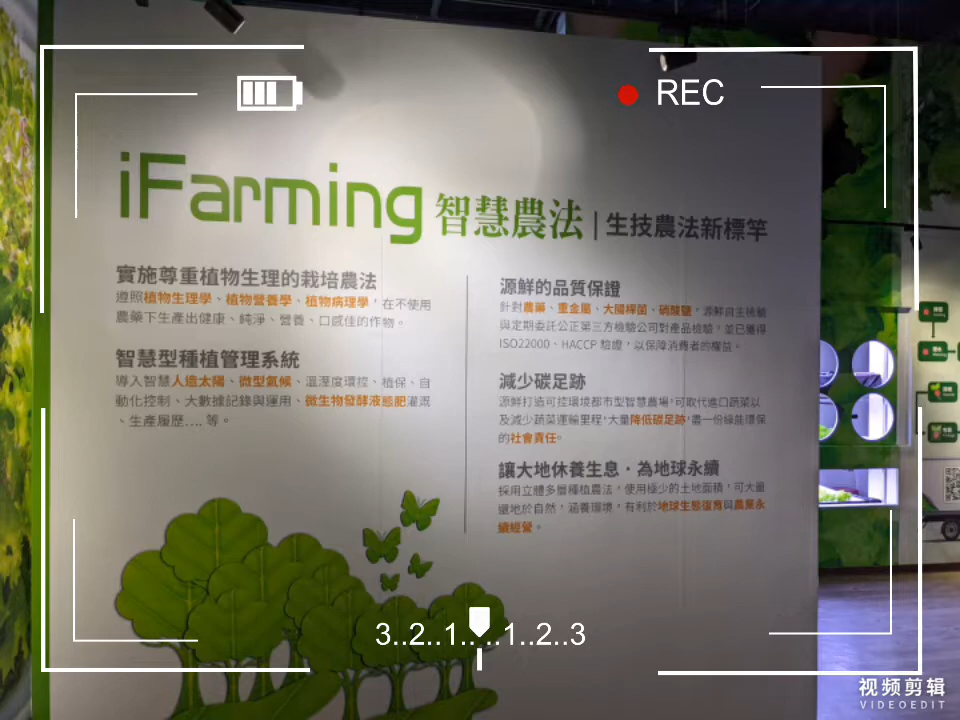 REC
iFarming 智慧農法 | 生技農法新標竿
實施尊重植物生理的栽培農法
遵照植物生理學、植物營養學、植物病理學,在不使用
農藥下生產出健康、純淨、營養、口感佳的作物。
智慧型種植管理系統
導入智慧人造太陽、微型氣候、溫溼度環控、植保、自
動化控制、大數據記錄與運用、微生物發酵液態肥灌溉
、生產履歷....等。
源鮮的品質保證
針對農藥、重金屬、大腸桿菌、硝酸鹽,源鮮自主檢驗
與定期委託公正第三方檢驗公司對產品檢驗,並已獲得
ISO22000、HACCP 驗證,以保障消費者的權益。
減少碳足跡
源鮮打造可控環境都市型智慧農場,可取代進口蔬菜以
及減少蔬菜運輸里程,大量降低碳足跡,盡一份綠能環保
的社會責任。
讓大地休養生息・為地球永續
採用立體多層種植農法,使用極少的土地面積,可大量
還地於自然,涵養環境,有利於地球生態復育與農業永
續經營。
3..2..1.. ..1..2..3
视频剪辑
VIDEOEDIT